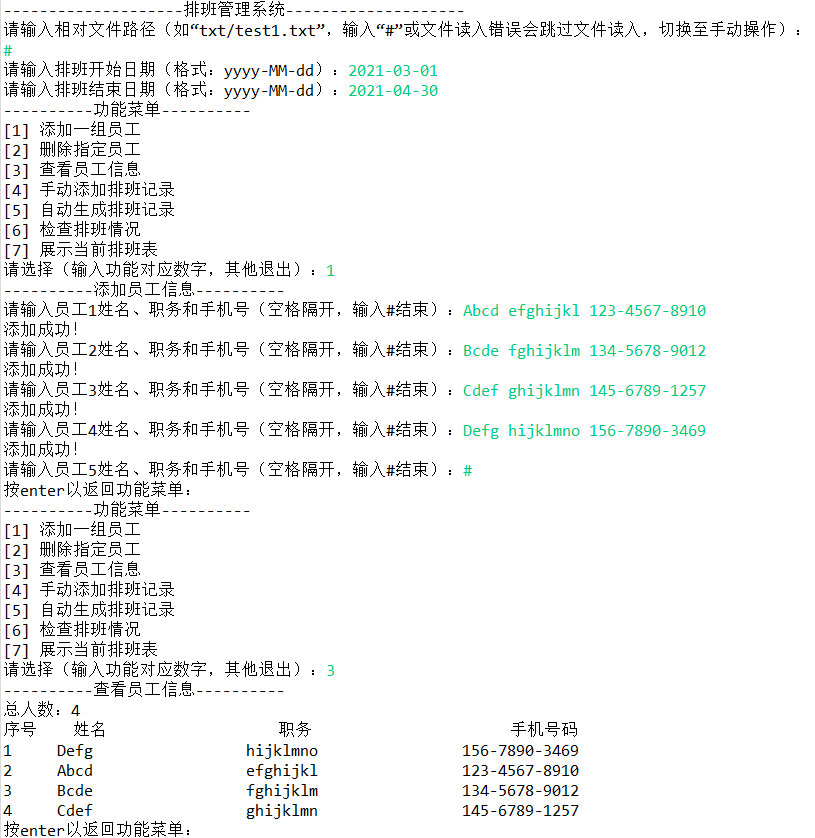 --------------------排班管理系统--------------------
请输入相对文件路径（如“txt/test1.txt”，输入“#”或文件读入错误会跳过文件读入，切换至手动操作）：
#
请输入排班开始日期（格式：yyyy-MM-dd）：2021-03-01
请输入排班结束日期（格式：yyyy-MM-dd）：2021-04-30
----------功能菜单----------
[1] 添加一组员工
[2] 删除指定员工
[3] 查看员工信息
[4] 手动添加排班记录
[5] 自动生成排班记录
[6] 检查排班情况
[7] 展示当前排班表
请选择（输入功能对应数字，其他退出）：1
----------添加员工信息----------
请输入员工1姓名、职务和手机号（空格隔开，输入#结束）：Abcd efghijkl 123-4567-8910
添加成功！
请输入员工2姓名、职务和手机号（空格隔开，输入#结束）：Bcde fghijklm 134-5678-9012
添加成功！
请输入员工3姓名、职务和手机号（空格隔开，输入#结束）：Cdef ghijklmn 145-6789-1257
添加成功！
请输入员工4姓名、职务和手机号（空格隔开，输入#结束）：Defg hijklmno 156-7890-3469
添加成功！
请输入员工5姓名、职务和手机号（空格隔开，输入#结束）：#
按enter以返回功能菜单：
----------功能菜单----------
[1] 添加一组员工
[2] 删除指定员工
[3] 查看员工信息
[4] 手动添加排班记录
[5] 自动生成排班记录
[6] 检查排班情况
[7] 展示当前排班表
请选择（输入功能对应数字，其他退出）：3
----------查看员工信息----------
总人数：4
序号 姓名 职务 手机号码
1 Defg hijklmno 156-7890-3469
2 Abcd efghijkl 123-4567-8910
3 Bcde fghijklm 134-5678-9012
4 Cdef ghijklmn 145-6789-1257
按enter以返回功能菜单：